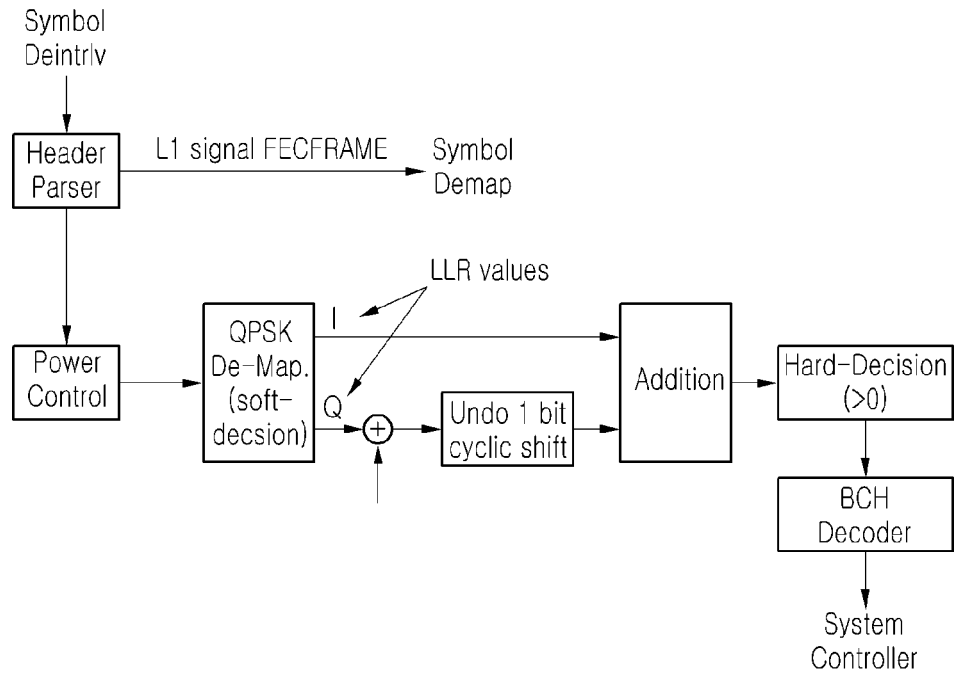 Symbol
Deintrlv
Header
Parser
L1 signal FECFRAME
Symbol
Demap
LLR values
Power
Control
QPSK
De-Map.
(soft-
decsion)
I
Q
+
Undo 1 bit
cyclic shift
Addition
Hard-Decision
(>0)
BCH
Decoder
System
Controller